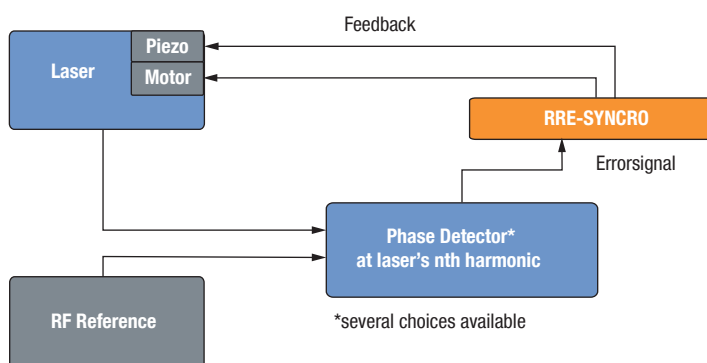 Feedback
Piezo
Laser
Motor
RRE-SYNCRO
Errorsignal
Phase Detector*
at laser's nth harmonic
RF Reference
*several choices available